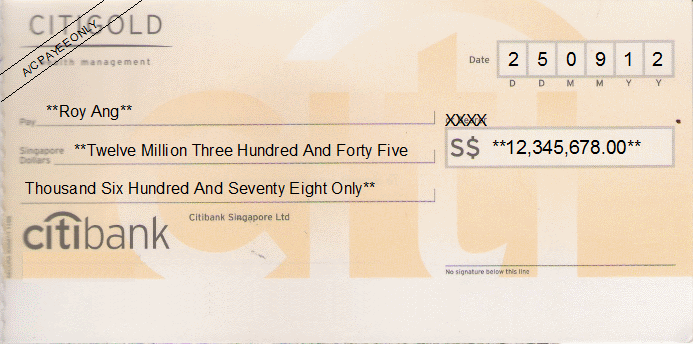 CITIGOLD
A/C PAYEE ONLY
wealth management
Date 2 5 0 9 1 2
D D M M Y Y
Pay **Roy Ang**
XXXX
Singapore Dollars **Twelve Million Three Hundred And Forty Five
S$ **12,345,678.00**
Thousand Six Hundred And Seventy Eight Only**
Citibank Singapore Ltd
citibank
No signature below this line